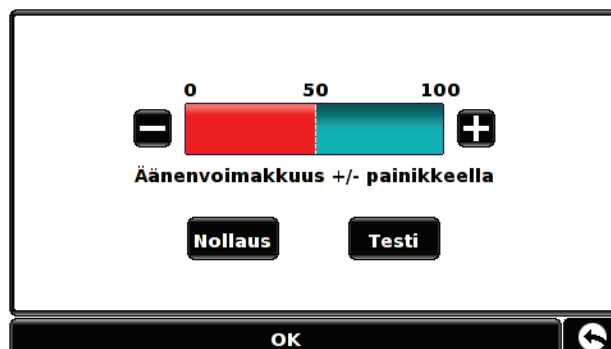 0 50 100
− +
Äänenvoimakkuus +/- painikkeella
Nollaus Testi
OK